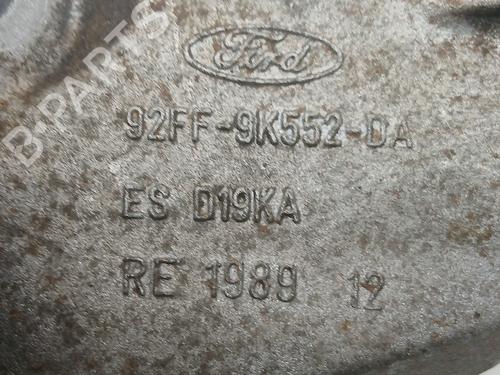 B-PARTS
Ford
92FF-9K552-DA
ES D19KA
RE 1989 12